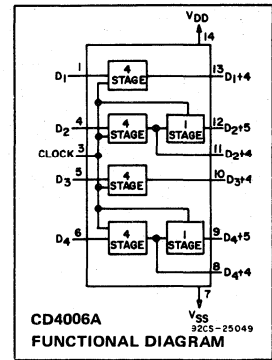 VDD
14
1
D1
4 STAGE
13
D1+4
4
D2
4 STAGE
1 STAGE
12
D2+5
11
D2+4
CLOCK
3
5
D3
4 STAGE
10
D3+4
6
D4
4 STAGE
1 STAGE
9
D4+5
8
D4+4
7
VSS
92CS-25049
CD4006A
FUNCTIONAL DIAGRAM